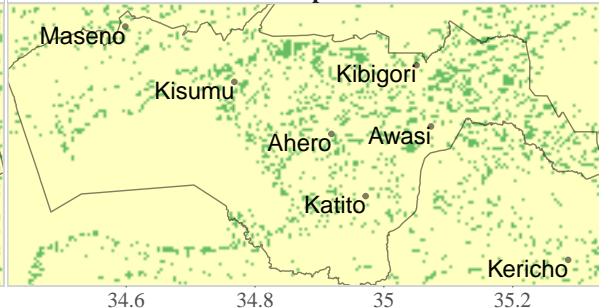 Maseno
Kibigori
Kisumu
Ahero
Awasi
Katito
Kericho
34.6 34.8 35 35.2